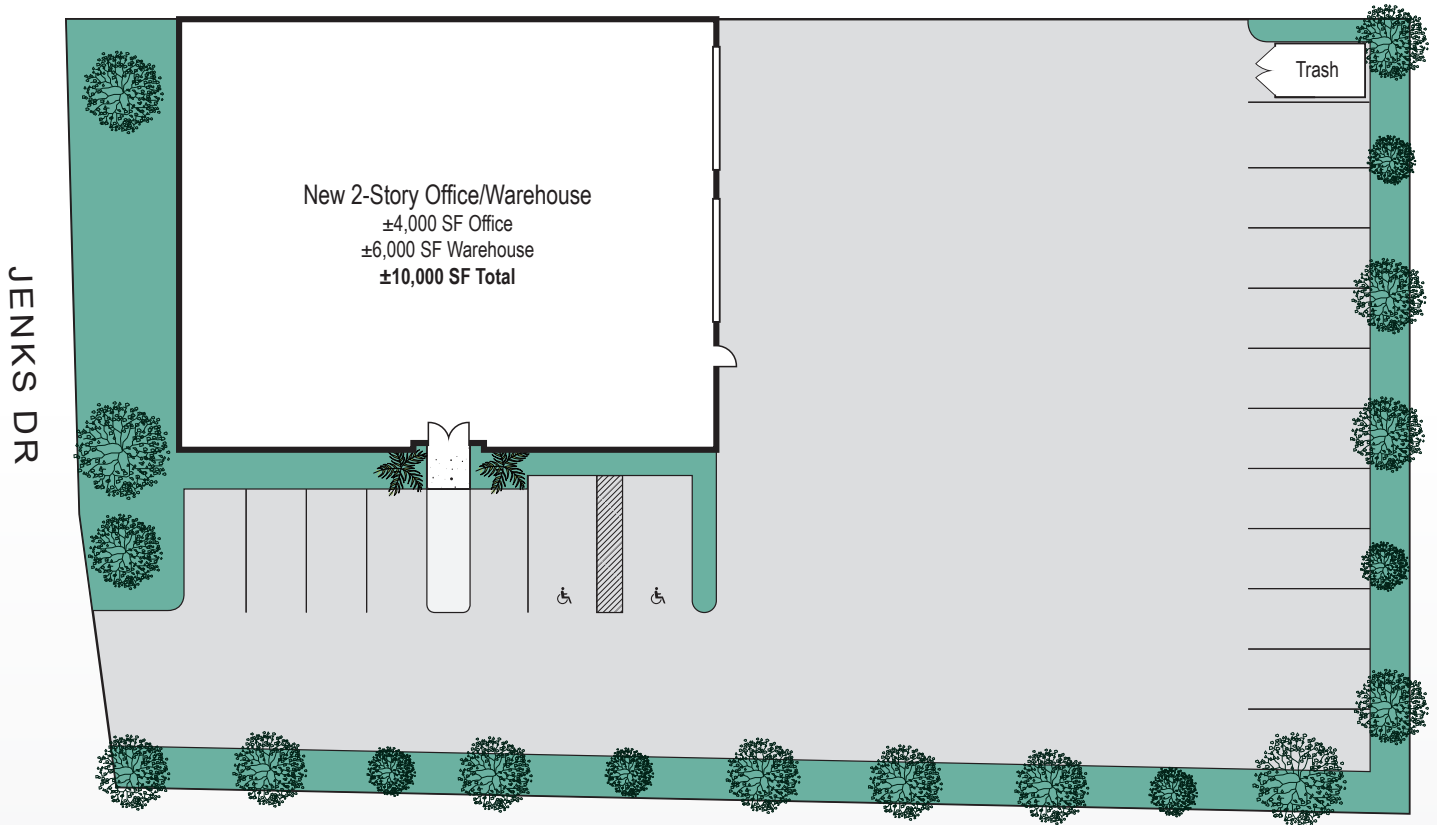 JENKS DR
New 2-Story Office/Warehouse
±4,000 SF Office
±6,000 SF Warehouse
±10,000 SF Total
Trash